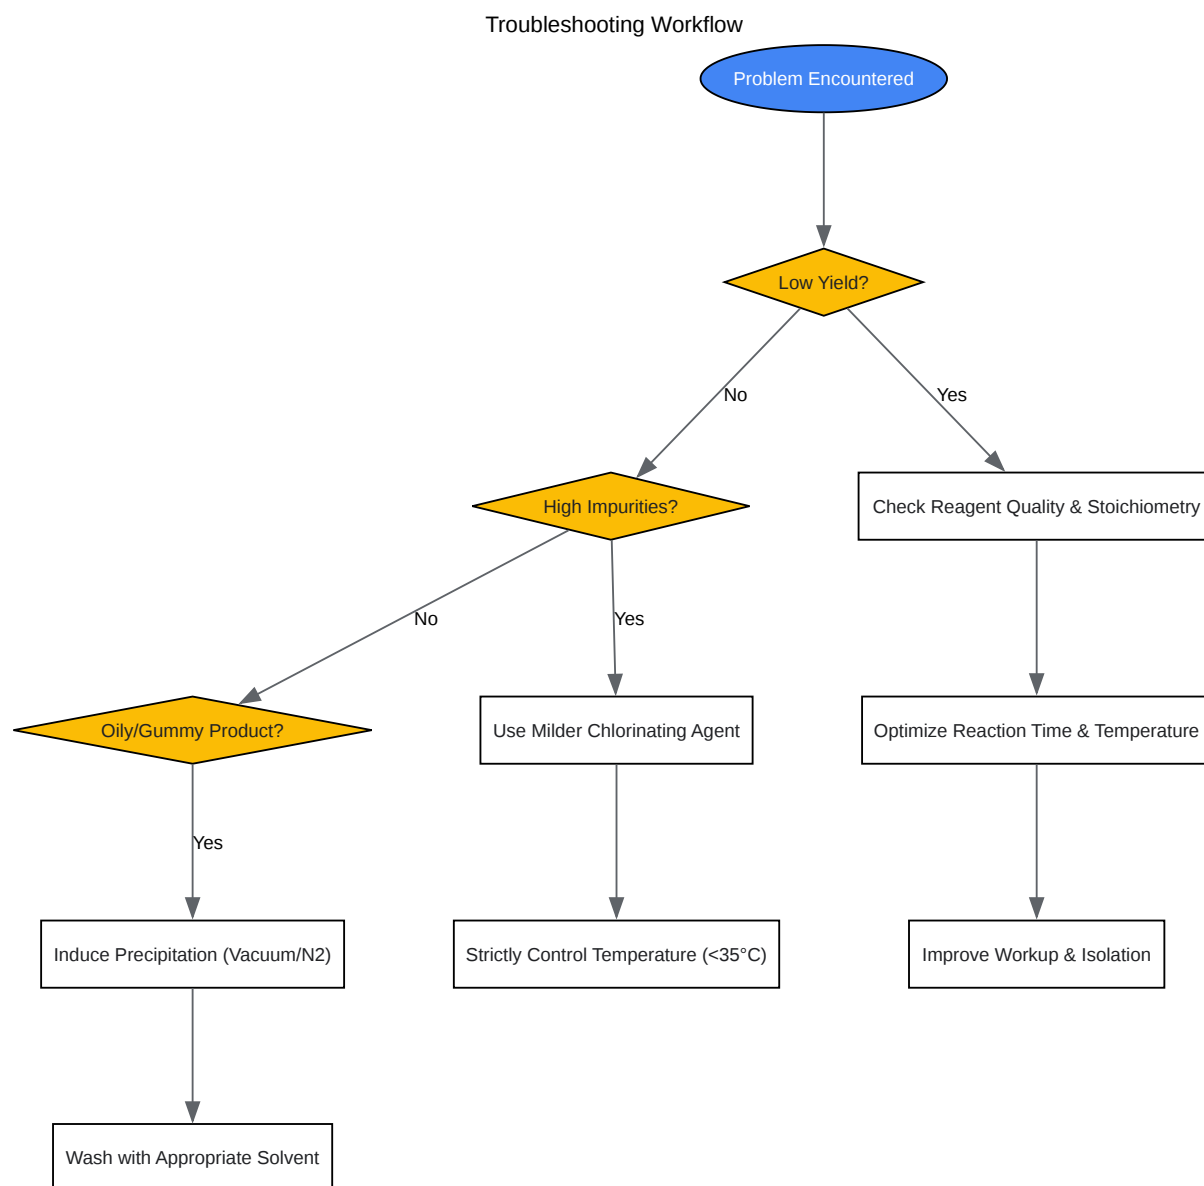 Troubleshooting Workflow
Problem Encountered
Low Yield?
No
Yes
High Impurities?
Check Reagent Quality & Stoichiometry
No
Yes
Oily/Gummy Product?
Use Milder Chlorinating Agent
Optimize Reaction Time & Temperature
Yes
Induce Precipitation (Vacuum/N2)
Strictly Control Temperature (<35°C)
Improve Workup & Isolation
Wash with Appropriate Solvent